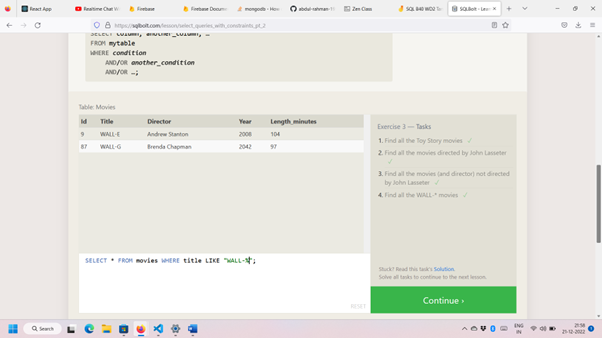 React App
Realtime Chat W
Firebase
Firebase Docume
mongodb - How
abdul-rahman
Zen Class
SQL B40 WD2 Ta
SQLBolt - Les
https://sqlbolt.com/lesson/select_queries_with_constraints_pt_2
SELECT column, another_column, …
FROM mytable
WHERE condition
AND/OR another_condition
AND/OR …;
Table: Movies
Id Title Director Year Length_minutes
9 WALL-E Andrew Stanton 2008 104
87 WALL-G Brenda Chapman 2042 97
SELECT * FROM movies WHERE title LIKE "WALL-%";
RESET
Exercise 3 — Tasks
1. Find all the Toy Story movies ✓
2. Find all the movies directed by John Lasseter
✓
3. Find all the movies (and director) not directed
by John Lasseter ✓
4. Find all the WALL-* movies ✓
Stuck? Read this task's Solution.
Solve all tasks to continue to the next lesson.
Continue ›
Search
ENG
IN
21:58
21-12-2022